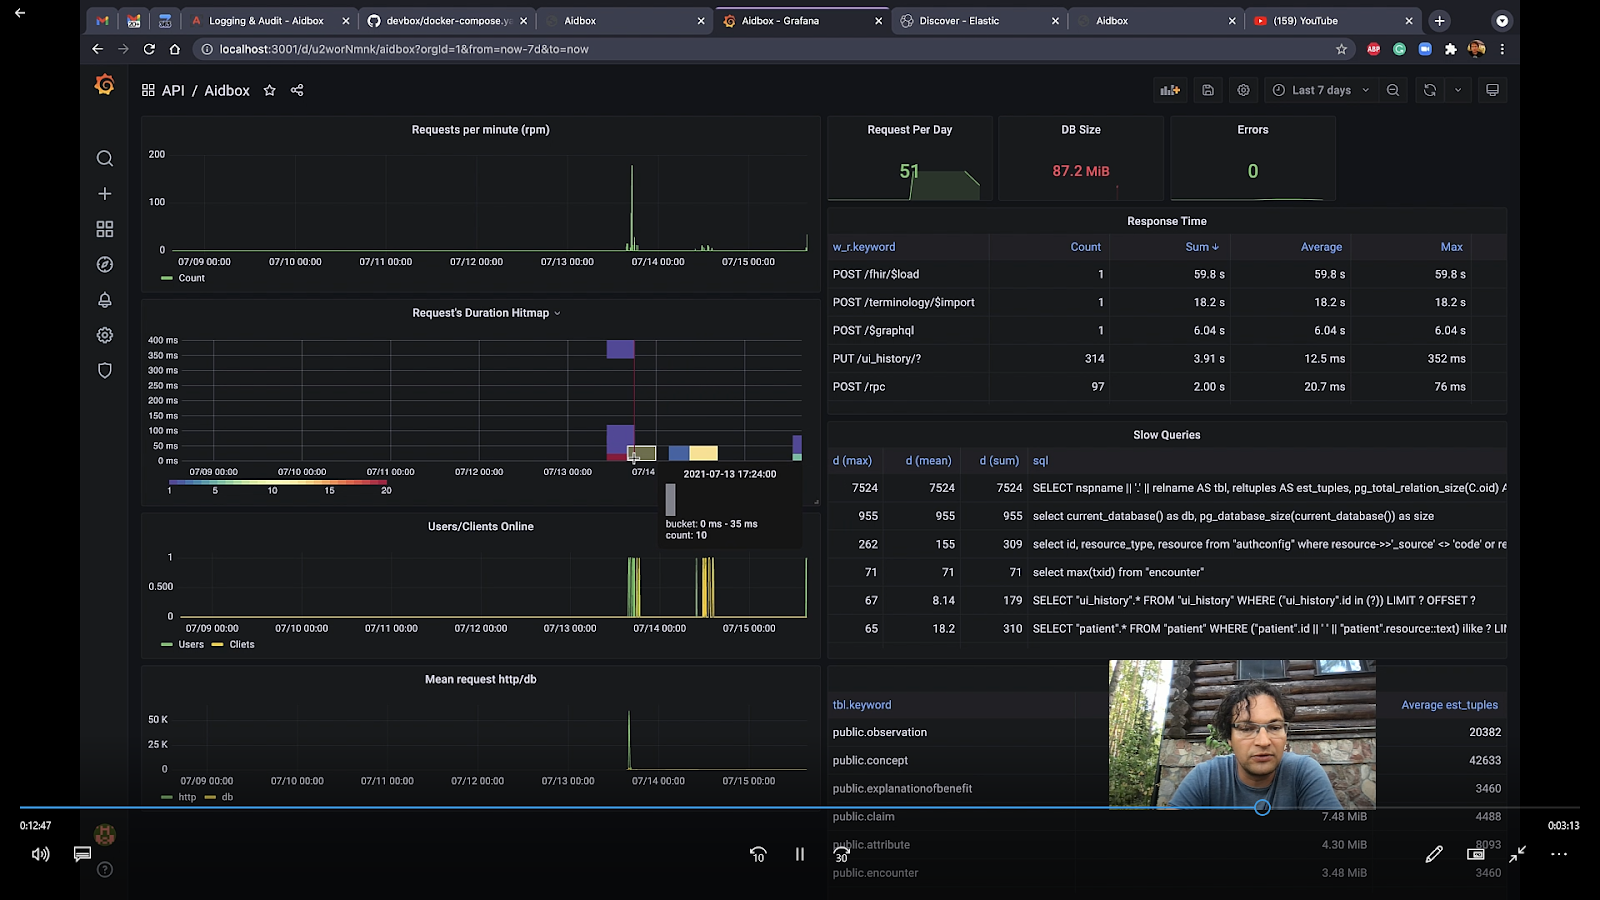 Logging & Audit - Aidbox
devbox/docker-compose.ya
Aidbox
Aidbox - Grafana
Discover - Elastic
Aidbox
(159) YouTube
localhost:3001/d/u2worNmnk/aidbox?orgId=1&from=now-7d&to=now
ABP
API / Aidbox
Last 7 days
Requests per minute (rpm)
200
100
0
07/09 00:00 07/10 00:00 07/11 00:00 07/12 00:00 07/13 00:00 07/14 00:00 07/15 00:00
Count
Request Per Day
51
DB Size
87.2 MiB
Errors
0
Response Time
w_r.keyword Count Sum Average Max
POST /fhir/$load 1 59.8 s 59.8 s 59.8 s
POST /terminology/$import 1 18.2 s 18.2 s 18.2 s
POST /$graphql 1 6.04 s 6.04 s 6.04 s
PUT /ui_history/? 314 3.91 s 12.5 ms 352 ms
POST /rpc 97 2.00 s 20.7 ms 76 ms
Request's Duration Hitmap
400 ms
350 ms
300 ms
250 ms
200 ms
150 ms
100 ms
50 ms
0 ms
07/09 00:00 07/10 00:00 07/11 00:00 07/12 00:00 07/13 00:00 07/14
1 5 10 15 20
2021-07-13 17:24:00
bucket: 0 ms - 35 ms
count: 10
Slow Queries
d (max) d (mean) d (sum) sql
7524 7524 7524 SELECT nspname || '.' || relname AS tbl, reltuples AS est_tuples, pg_total_relation_size(C.oid) A
955 955 955 select current_database() as db, pg_database_size(current_database()) as size
262 155 309 select id, resource_type, resource from "authconfig" where resource->>'_source' <> 'code' or re
71 71 71 select max(txid) from "encounter"
67 8.14 179 SELECT "ui_history".* FROM "ui_history" WHERE ("ui_history".id in (?)) LIMIT ? OFFSET ?
65 18.2 310 SELECT "patient".* FROM "patient" WHERE ("patient".id || ' ' || "patient".resource::text) ilike ? LIM
Users/Clients Online
1
0.500
0
07/09 00:00 07/10 00:00 07/11 00:00 07/12 00:00 07/13 00:00 07/14 00:00 07/15 00:00
Users Cliets
Mean request http/db
50 K
25 K
0
07/09 00:00 07/10 00:00 07/11 00:00 07/12 00:00 07/13 00:00 07/14 00:00 07/15 00:00
http db
tbl.keyword Average est_tuples
public.observation 20382
public.concept 42633
public.explanationofbenefit 3460
public.claim 7.48 MiB 4488
public.attribute 4.30 MiB 8093
public.encounter 3.48 MiB 3460
0:12:47
0:03:13
10
30